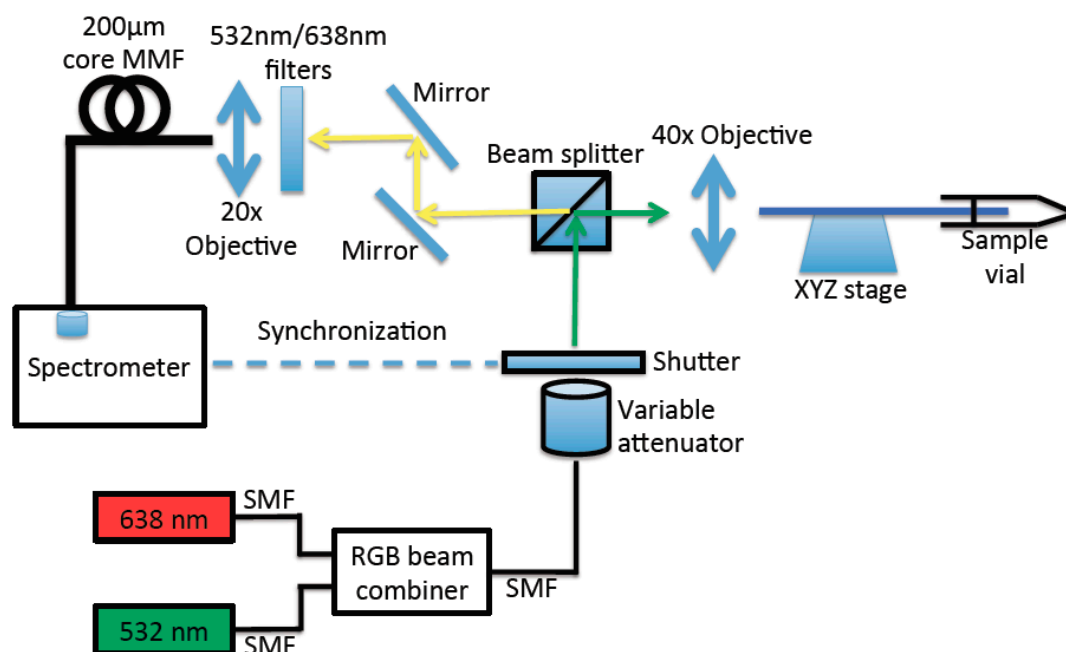 200μm
core MMF
532nm/638nm
filters
Mirror
40x Objective
Beam splitter
20x
Objective
Mirror
Sample
vial
XYZ stage
Synchronization
Spectrometer
Shutter
Variable
attenuator
SMF
638 nm
RGB beam
combiner
SMF
532 nm
SMF